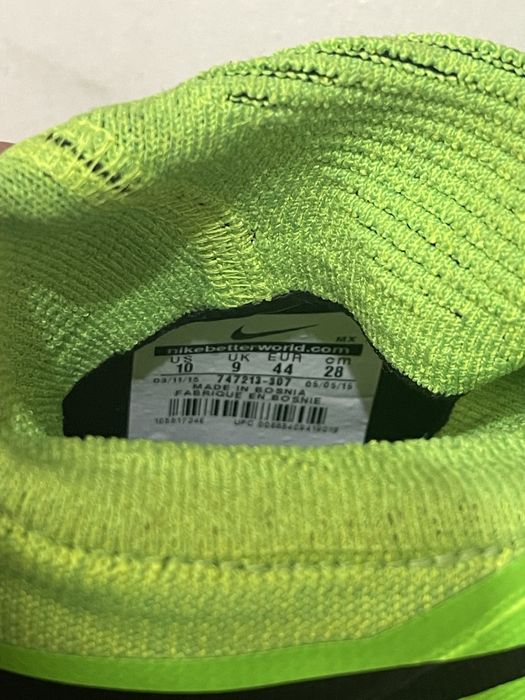 MX
nikebetterworld.com
US UK EUR cm
10 9 44 28
03/11/15 747213-307 05/05/15
MADE IN BOSNIA
FABRIQUE EN BOSNIE
UPC